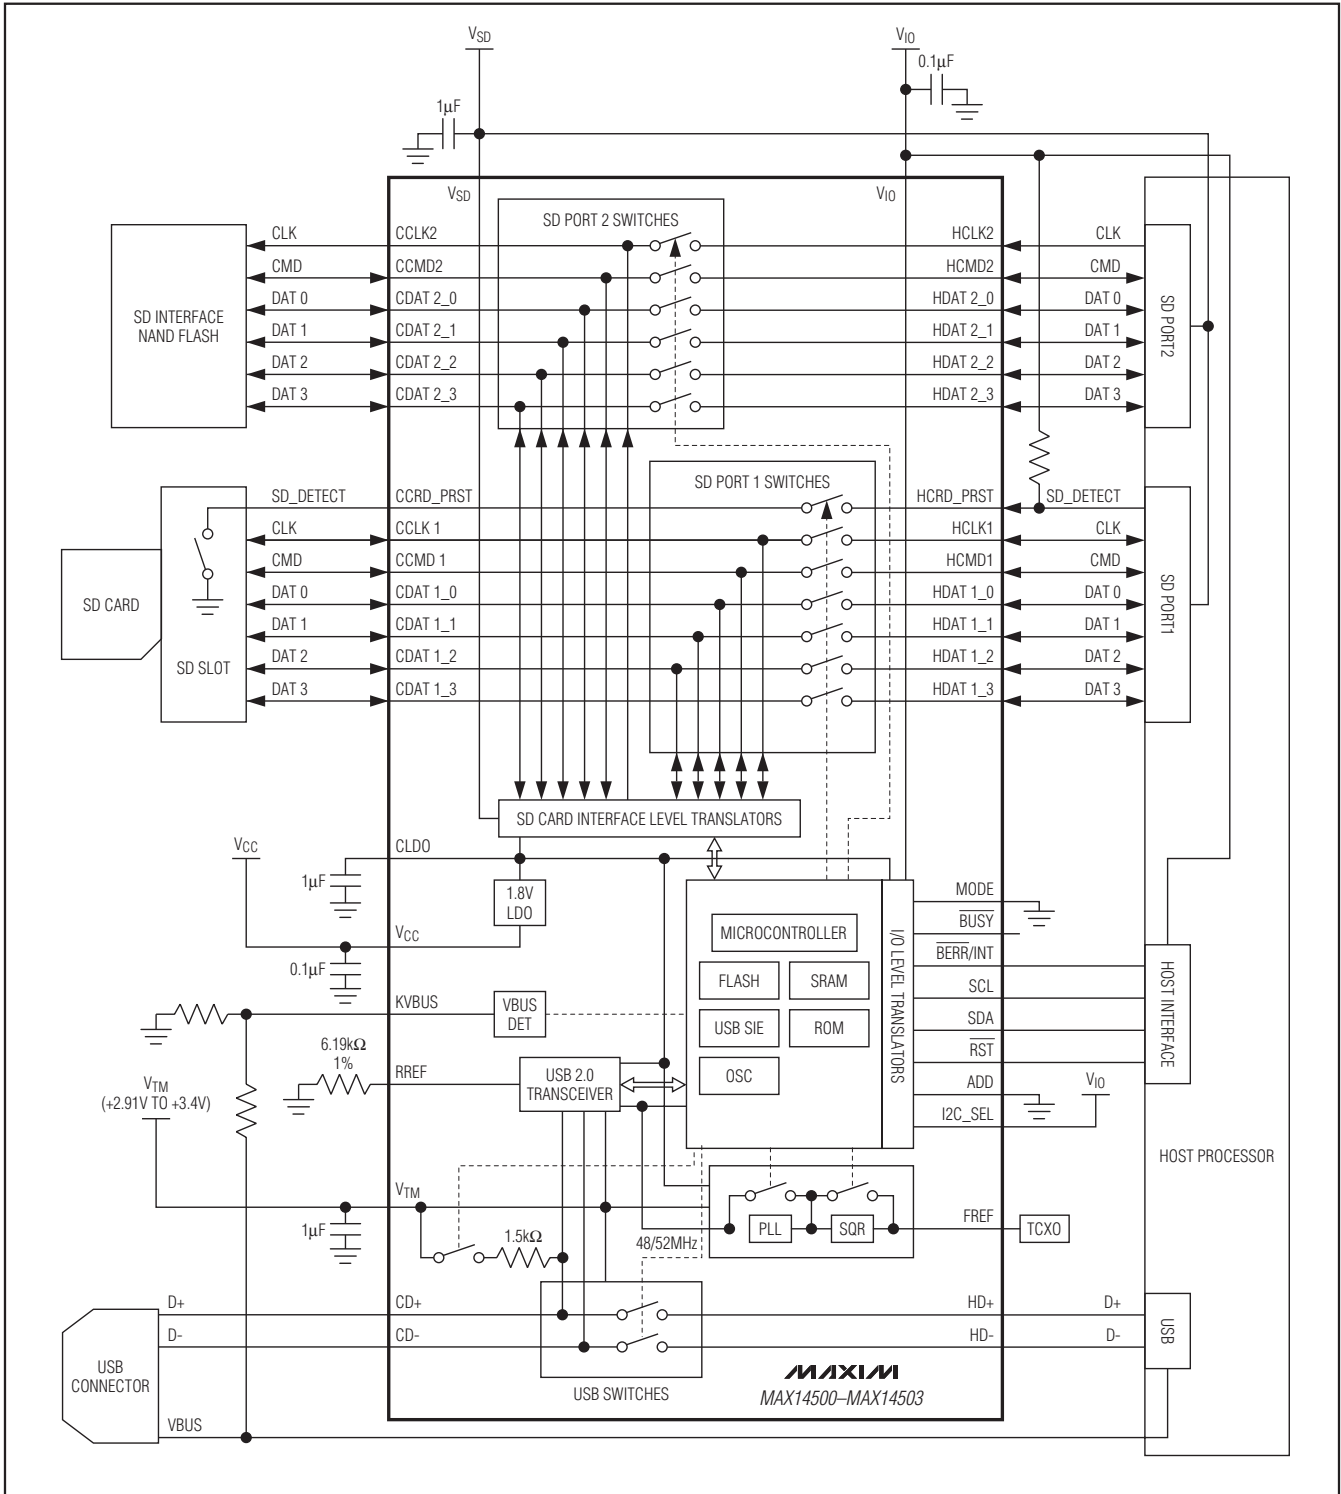 VSD
VIO
0.1µF
1µF
VSD
VIO
SD PORT 2 SWITCHES
CLK
CCLK2
HCLK2
CLK
CMD
CCMD2
HCMD2
CMD
DAT 0
CDAT 2_0
HDAT 2_0
DAT 0
DAT 1
CDAT 2_1
HDAT 2_1
DAT 1
DAT 2
CDAT 2_2
HDAT 2_2
DAT 2
DAT 3
CDAT 2_3
HDAT 2_3
DAT 3
SD INTERFACE
NAND FLASH
SD PORT2
SD PORT 1 SWITCHES
SD_DETECT
CCRD_PRST
HCRD_PRST
SD_DETECT
CLK
CCLK 1
HCLK1
CLK
CMD
CCMD 1
HCMD1
CMD
DAT 0
CDAT 1_0
HDAT 1_0
DAT 0
DAT 1
CDAT 1_1
HDAT 1_1
DAT 1
DAT 2
CDAT 1_2
HDAT 1_2
DAT 2
DAT 3
CDAT 1_3
HDAT 1_3
DAT 3
SD CARD
SD SLOT
SD PORT1
SD CARD INTERFACE LEVEL TRANSLATORS
VCC
CLDO
1µF
1.8V
LDO
VCC
0.1µF
KVBUS
VBUS
DET
6.19kΩ
1%
RREF
USB 2.0
TRANSCEIVER
VTM
(+2.91V TO +3.4V)
MICROCONTROLLER
FLASH
SRAM
USB SIE
ROM
OSC
I/O LEVEL TRANSLATORS
MODE
BUSY
BERR/INT
SCL
SDA
RST
ADD
VIO
I2C_SEL
HOST INTERFACE
HOST PROCESSOR
VTM
1µF
1.5kΩ
48/52MHz
PLL
SQR
FREF
TCXO
D+
CD+
HD+
D+
D-
CD-
HD-
D-
USB
USB
CONNECTOR
USB SWITCHES
MAXIM
MAX14500–MAX14503
VBUS